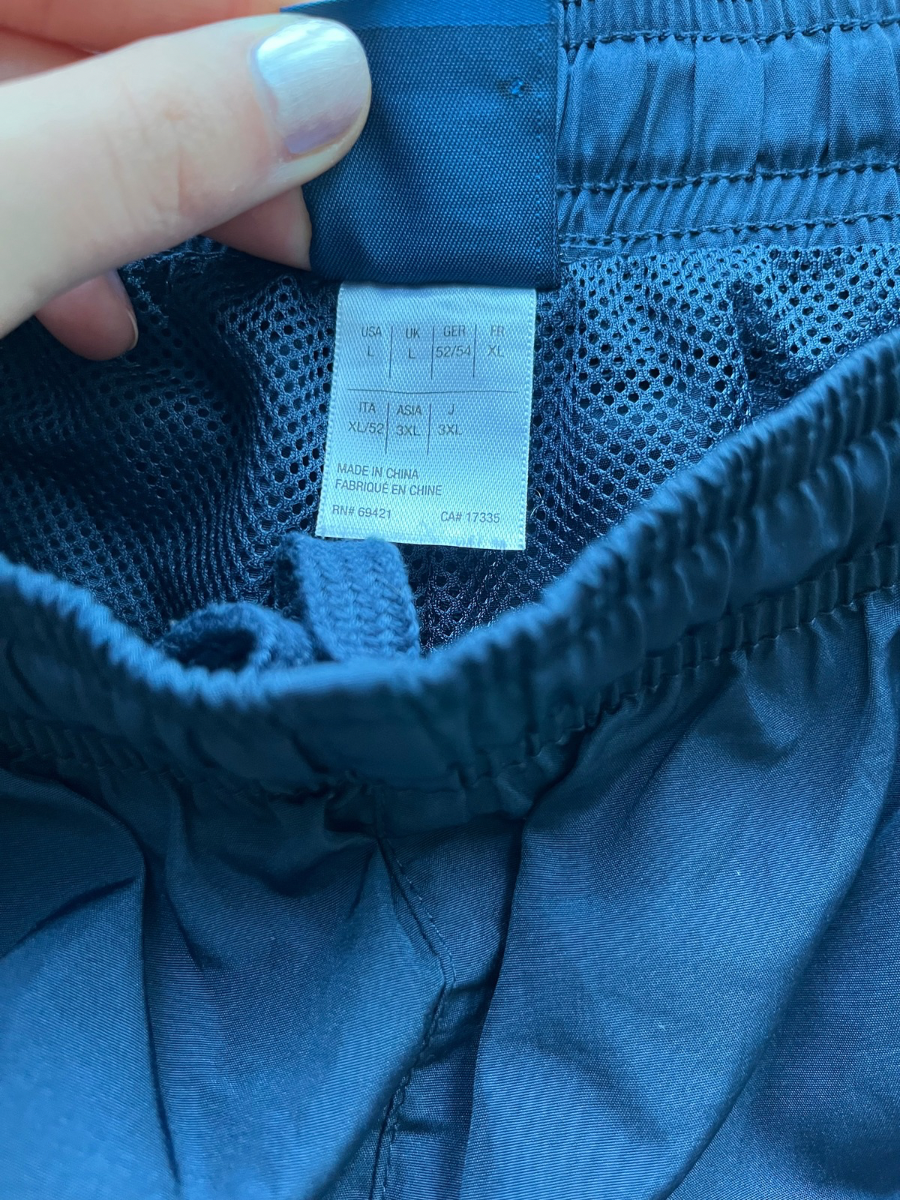 USA UK GER FR
L L 52/54 XL
ITA ASIA J
XL/52 3XL 3XL
MADE IN CHINA
FABRIQUÉ EN CHINE
RN# 69421 CA# 17335